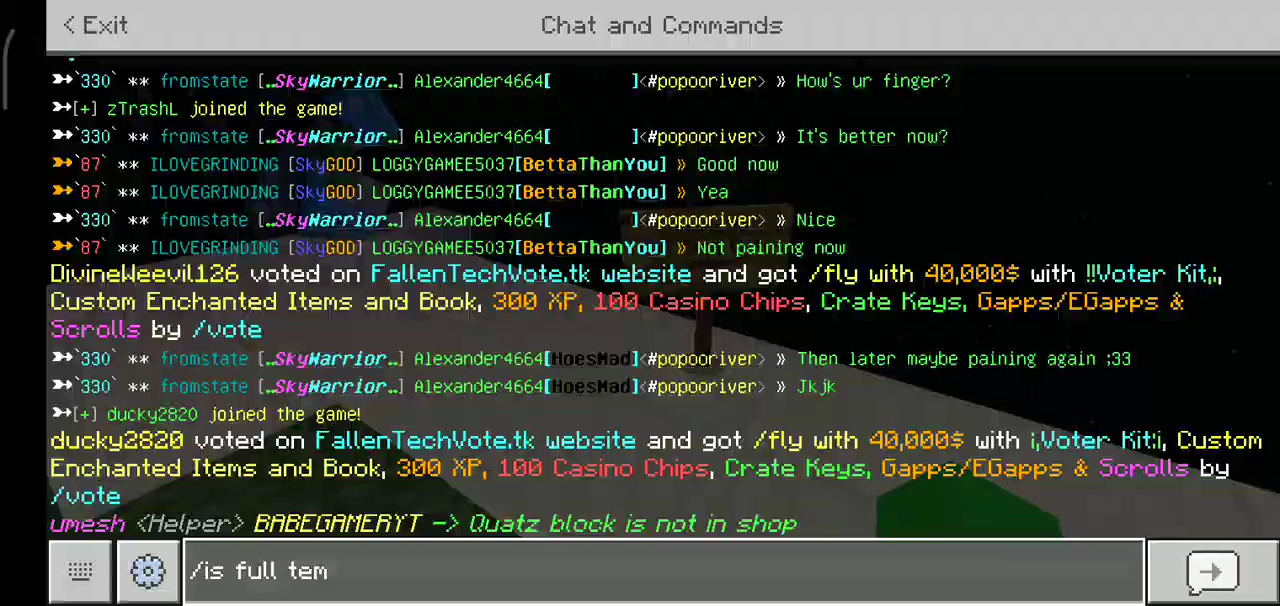 < Exit
Chat and Commands
➳`330` ** fromstate [..SkyWarrior..] Alexander4664[ ]<#popooriver> » How's ur finger?
➳[+] zTrashL joined the game!
➳`330` ** fromstate [..SkyWarrior..] Alexander4664[ ]<#popooriver> » It's better now?
➳`87` ** ILOVEGRINDING [SkyGOD] LOGGYGAMEE5037[BettaThanYou] » Good now
➳`87` ** ILOVEGRINDING [SkyGOD] LOGGYGAMEE5037[BettaThanYou] » Yea
➳`330` ** fromstate [..SkyWarrior..] Alexander4664[ ]<#popooriver> » Nice
➳`87` ** ILOVEGRINDING [SkyGOD] LOGGYGAMEE5037[BettaThanYou] » Not paining now
DivineWeevil126 voted on FallenTechVote.tk website and got /fly with 40,000$ with !!Voter Kit,¡,
Custom Enchanted Items and Book, 300 XP, 100 Casino Chips, Crate Keys, Gapps/EGapps &
Scrolls by /vote
➳`330` ** fromstate [..SkyWarrior..] Alexander4664[HoesMad]<#popooriver> » Then later maybe paining again ;33
➳`330` ** fromstate [..SkyWarrior..] Alexander4664[HoesMad]<#popooriver> » Jkjk
➳[+] ducky2820 joined the game!
ducky2820 voted on FallenTechVote.tk website and got /fly with 40,000$ with ¡,Voter Kit!¡, Custom
Enchanted Items and Book, 300 XP, 100 Casino Chips, Crate Keys, Gapps/EGapps & Scrolls by
/vote
umesh <Helper> BABEGAMERYT -> Quatz block is not in shop
/is full tem